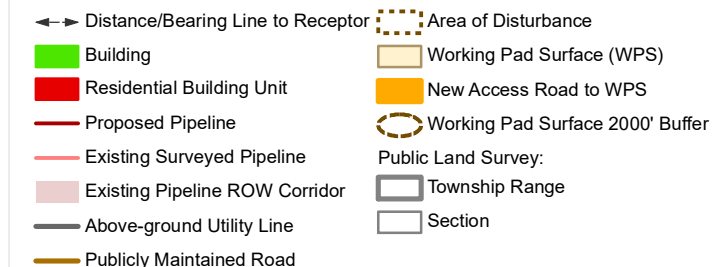 Distance/Bearing Line to Receptor
Building
Residential Building Unit
Proposed Pipeline
Existing Surveyed Pipeline
Existing Pipeline ROW Corridor
Above-ground Utility Line
Publicly Maintained Road
Area of Disturbance
Working Pad Surface (WPS)
New Access Road to WPS
Working Pad Surface 2000' Buffer
Public Land Survey:
Township Range
Section